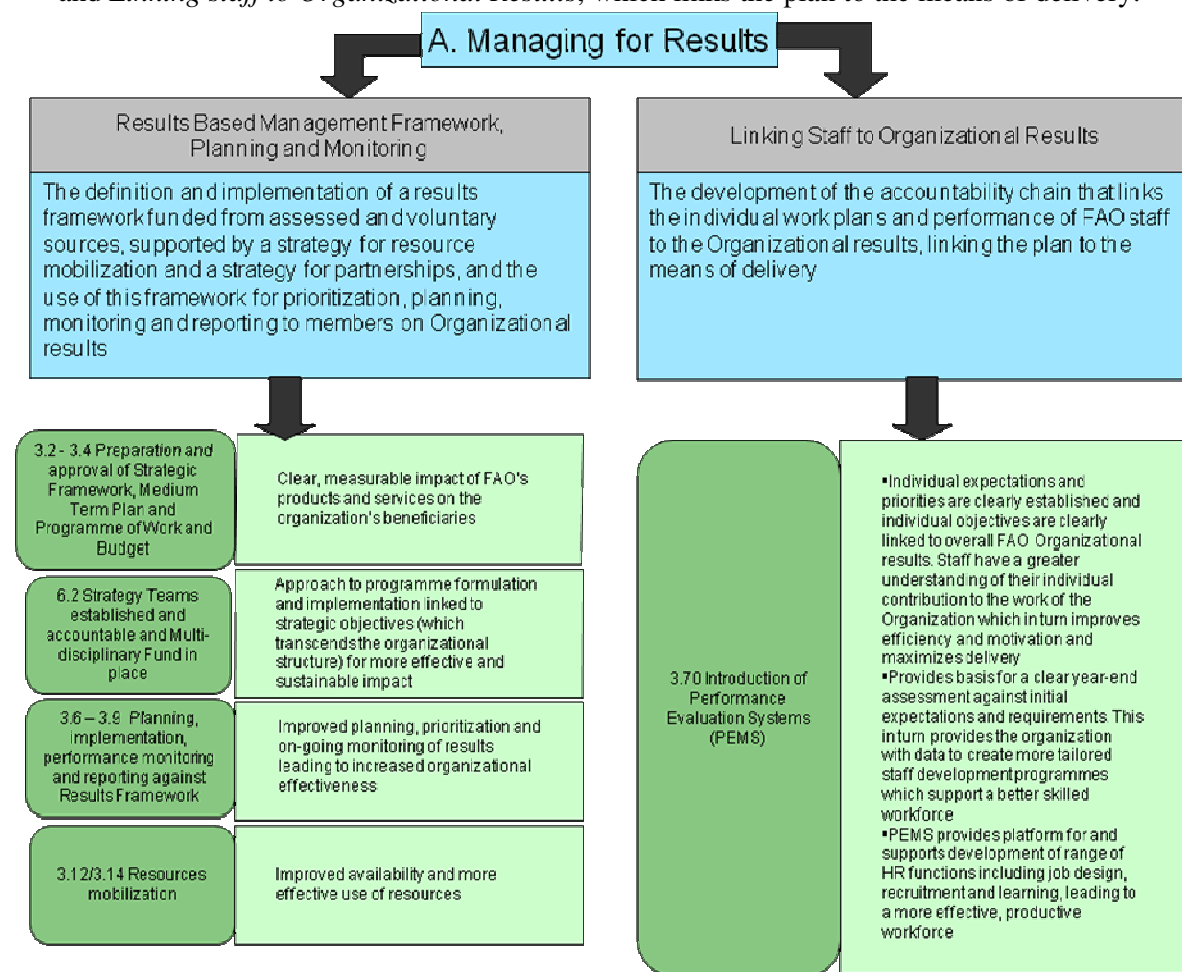 and Linking staff to Organizational Results, which links the plan to the means of delivery.
A. Managing for Results
Results Based Management Framework,
Planning and Monitoring
The definition and implementation of a results
framework funded from assessed and voluntary
sources, supported by a strategy for resource
mobilization and a strategy for partnerships, and the
use of this framework for prioritization, planning,
monitoring and reporting to members on Organizational
results
Linking Staff to Organizational Results
The development of the accountability chain that links
the individual work plans and performance of FAO staff
to the Organizational results, linking the plan to the
means of delivery
3.2 - 3.4 Preparation and
approval of Strategic
Framework, Medium
Term Plan and
Programme of Work and
Budget
Clear, measurable impact of FAO's
products and services on the
organization's beneficiaries
6.2 Strategy Teams
established and
accountable and Multi-
disciplinary Fund in
place
Approach to programme formulation
and implementation linked to
strategic objectives (which
transcends the organizational
structure) for more effective and
sustainable impact
3.6 – 3.9 Planning,
implementation,
performance monitoring
and reporting against
Results Framework
Improved planning, prioritization and
on-going monitoring of results
leading to increased organizational
effectiveness
3.12/3.14 Resources
mobilization
Improved availability and more
effective use of resources
3.70 Introduction of
Performance
Evaluation Systems
(PEMS)
▪Individual expectations and
priorities are clearly established and
individual objectives are clearly
linked to overall FAO Organizational
results. Staff have a greater
understanding of their individual
contribution to the work of the
Organization which in turn improves
efficiency and motivation and
maximizes delivery
▪Provides basis for a clear year-end
assessment against initial
expectations and requirements. This
in turn provides the organization
with data to create more tailored
staff development programmes
which support a better skilled
workforce
▪PEMS provides platform for and
supports development of range of
HR functions including job design,
recruitment and learning, leading to
a more effective, productive
workforce